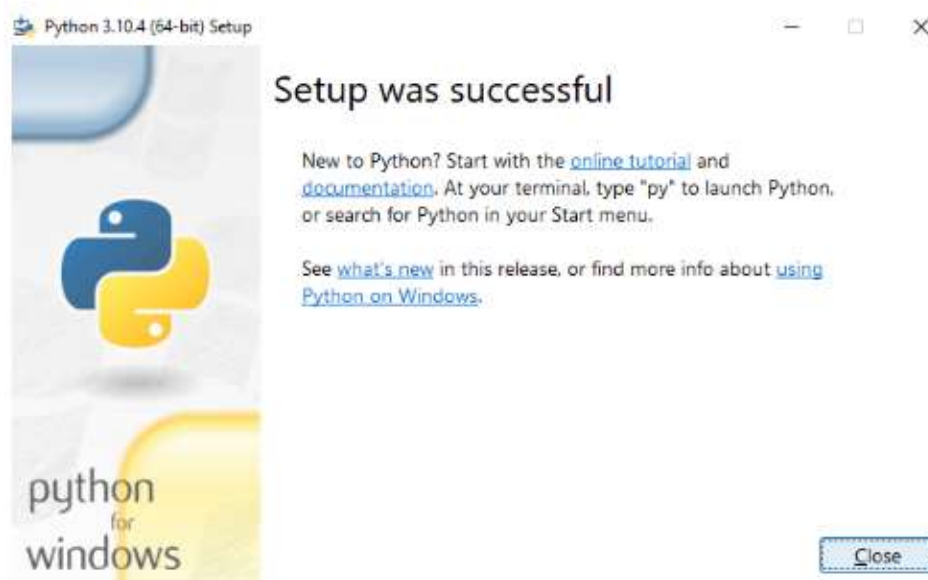 Python 3.10.4 (64-bit) Setup
Setup was successful
New to Python? Start with the online tutorial and
documentation. At your terminal, type "py" to launch Python,
or search for Python in your Start menu.
See what's new in this release, or find more info about using
Python on Windows.
python
for
windows
Close